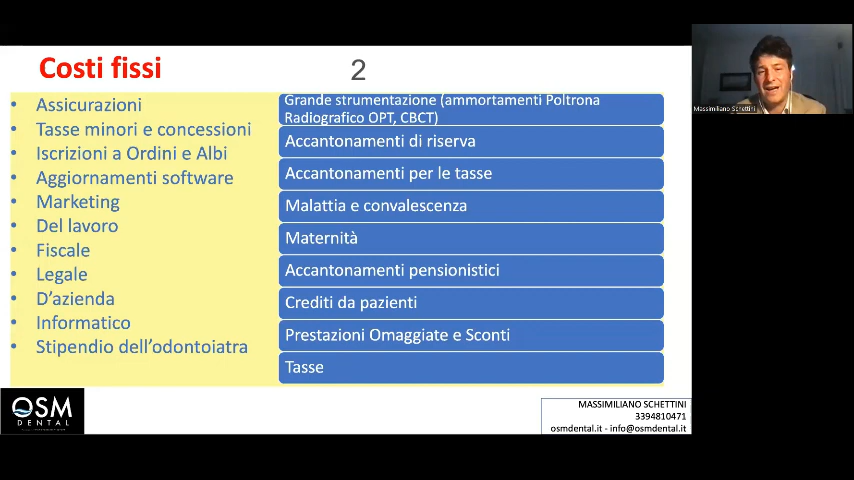 Costi fissi
2
Assicurazioni
Tasse minori e concessioni
Iscrizioni a Ordini e Albi
Aggiornamenti software
Marketing
Del lavoro
Fiscale
Legale
D'azienda
Informatico
Stipendio dell'odontoiatra
Grande strumentazione (ammortamenti Poltrona
Radiografico OPT, CBCT)
Accantonamenti di riserva
Accantonamenti per le tasse
Malattia e convalescenza
Maternità
Accantonamenti pensionistici
Crediti da pazienti
Prestazioni Omaggiate e Sconti
Tasse
OSM
DENTAL
MASSIMILIANO SCHETTINI
3394810471
osmdental.it - info@osmdental.it
Massimiliano Schettini